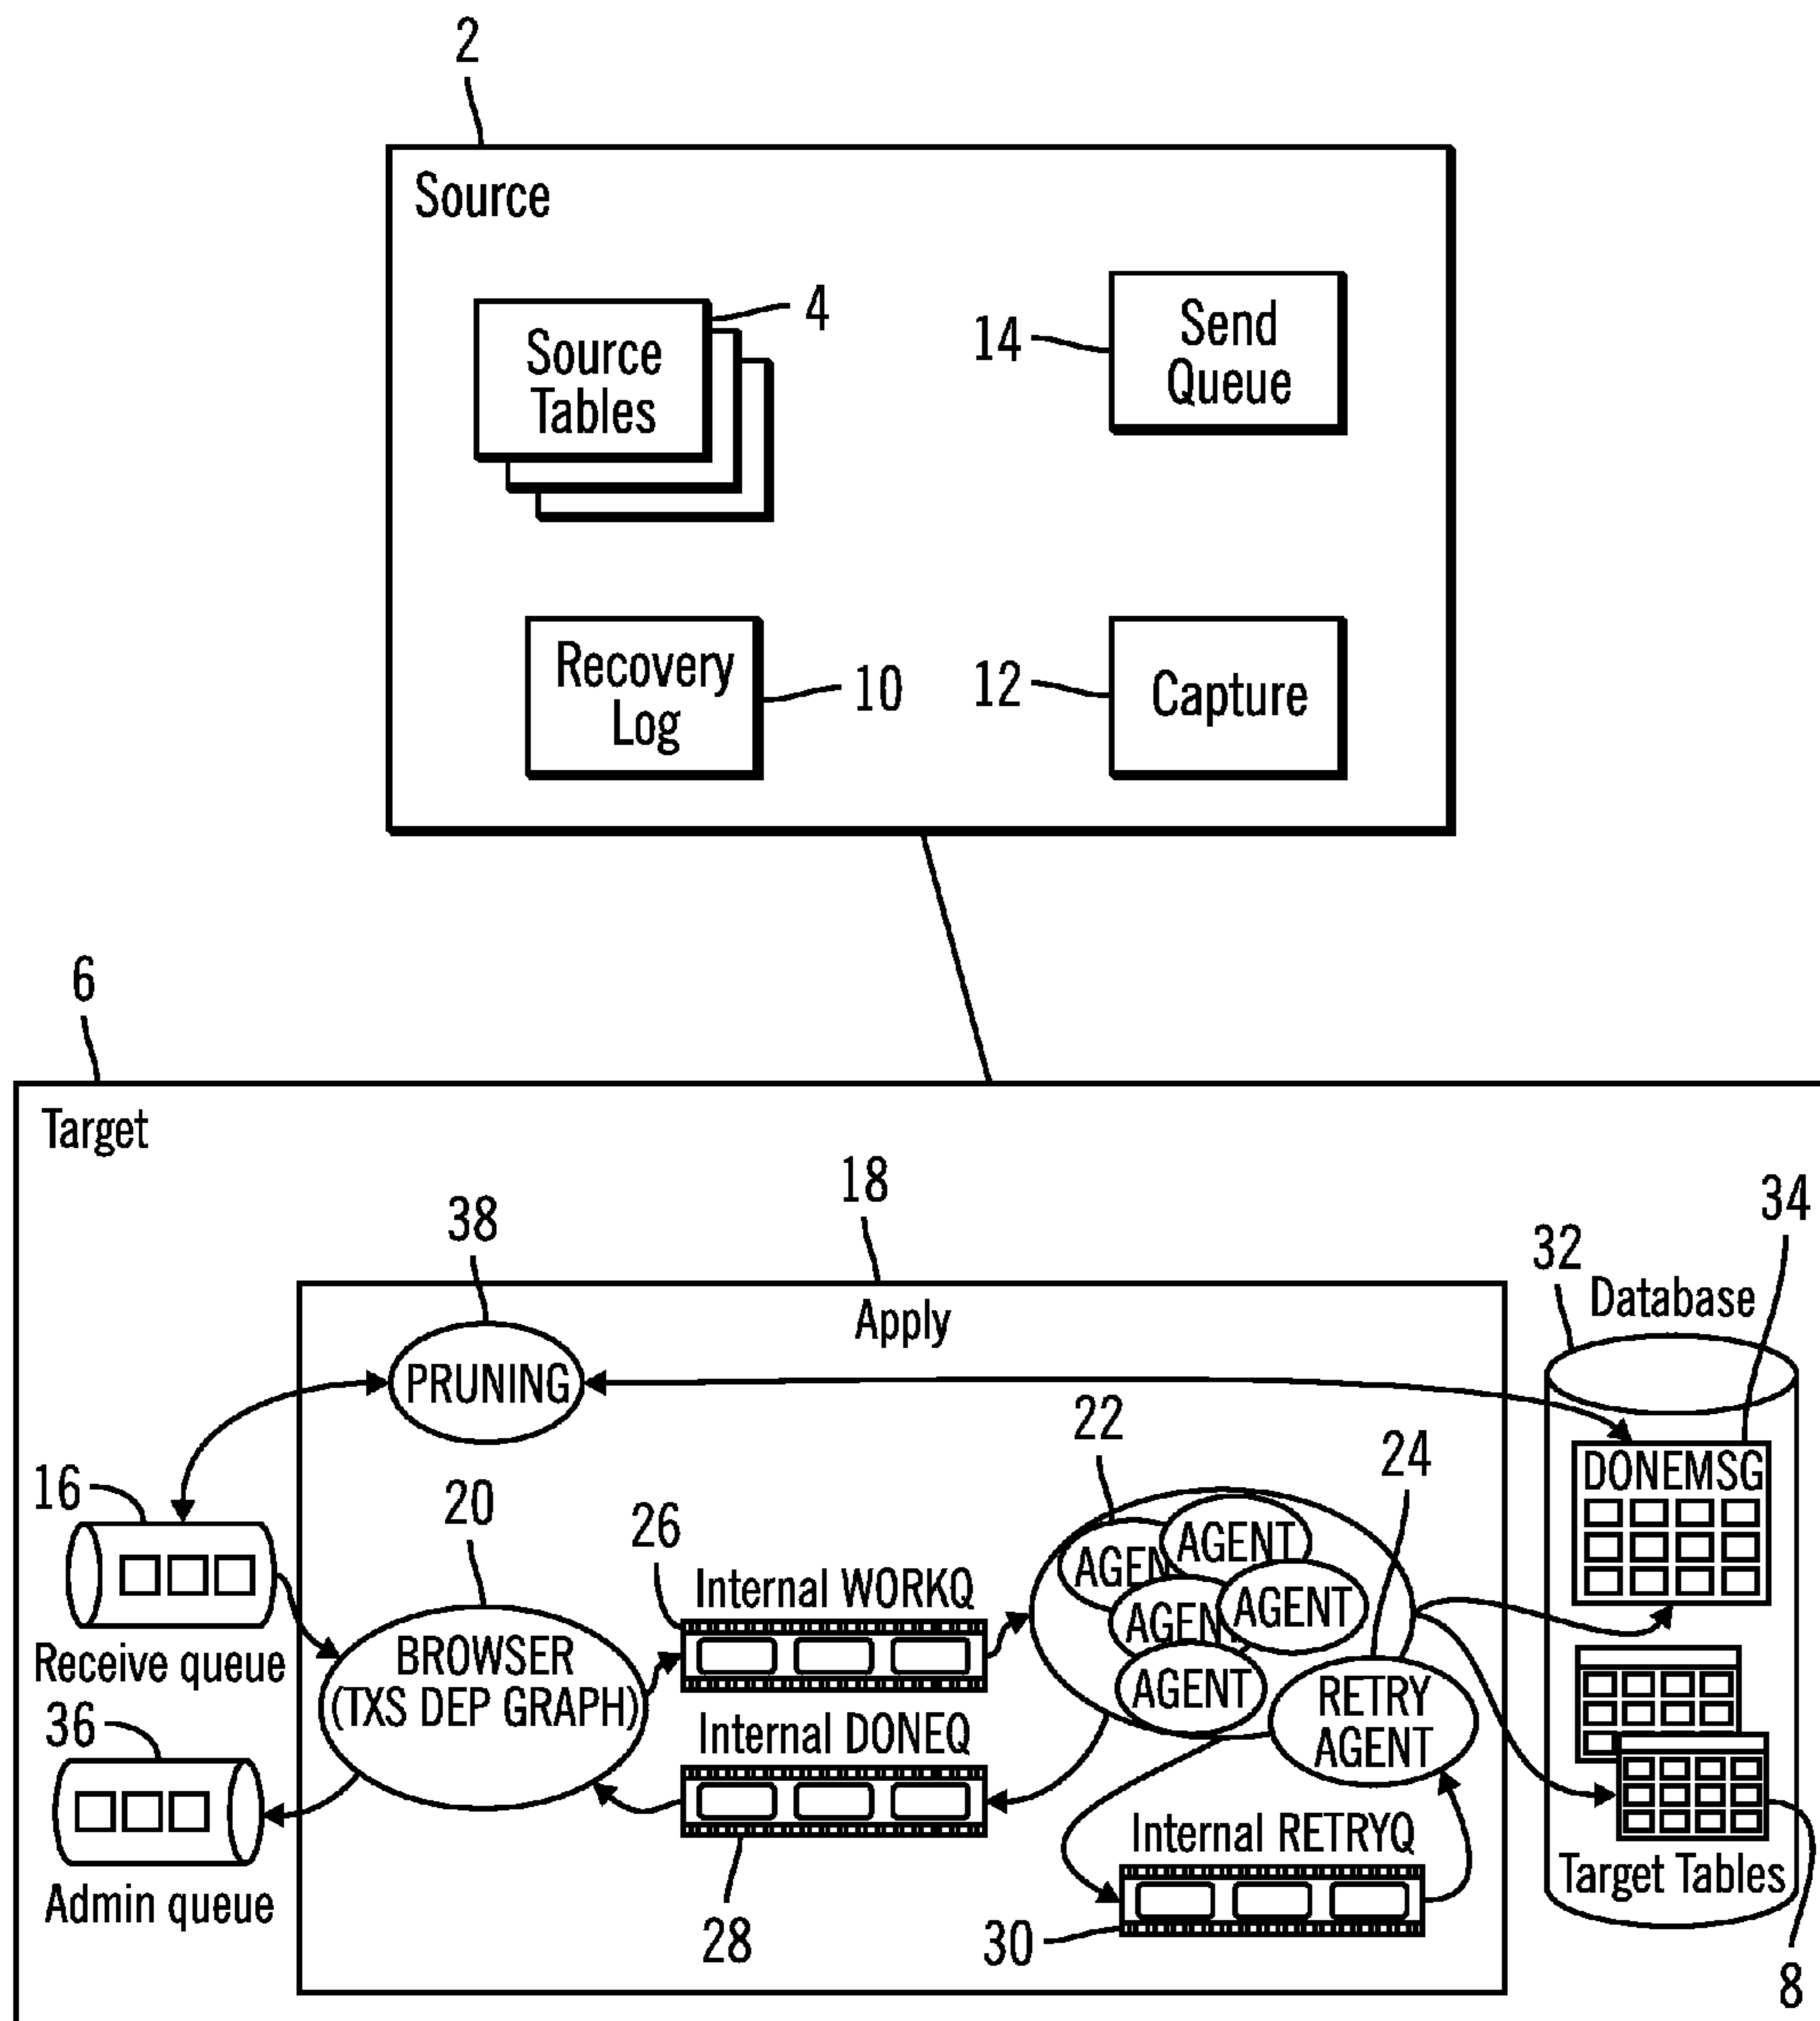 2
Source
4
Source
Tables
14
Send
Queue
Recovery
Log
10
12
Capture
6
Target
18
38
34
32
Database
Apply
PRUNING
22
24
DONEMSG
16
20
26
AGENT
AGEN
AGENT
AGENT
AGENT
Internal WORKQ
Receive queue
BROWSER
(TXS DEP GRAPH)
RETRY
AGENT
36
Internal DONEQ
Internal RETRYQ
Target Tables
Admin queue
28
30
8